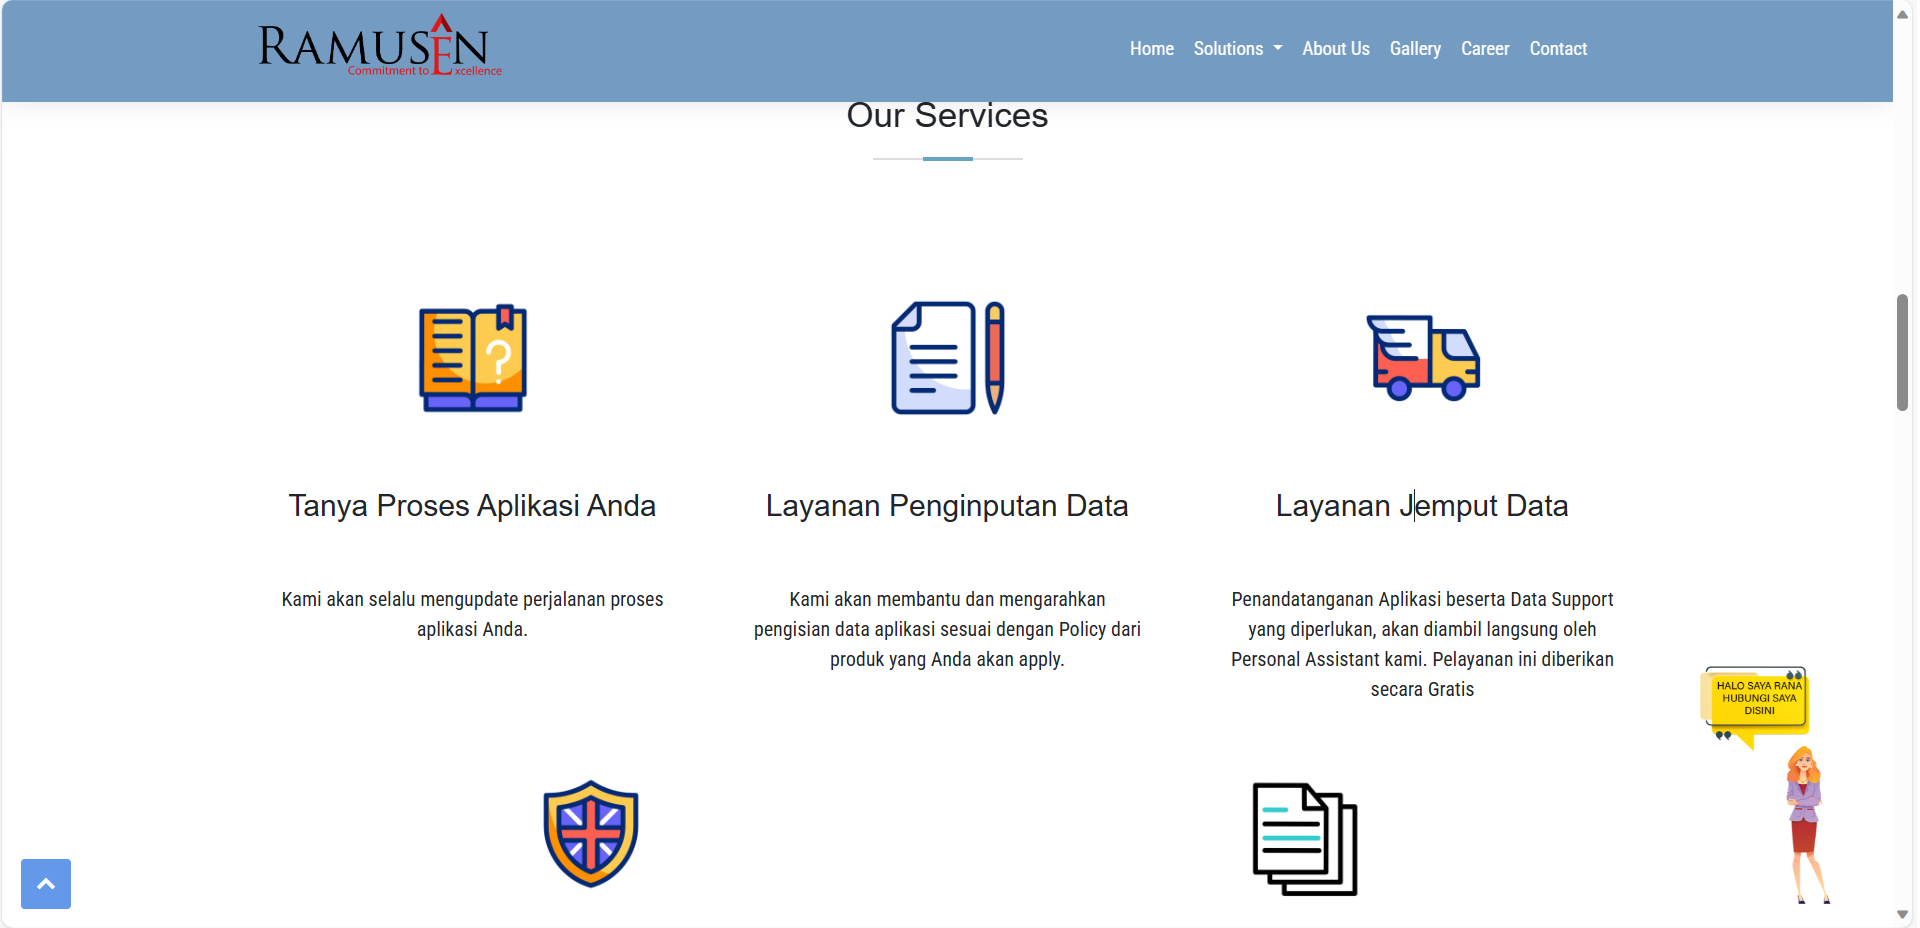 RAMUSEN
Commitment to Excellence
Home Solutions About Us Gallery Career Contact
Our Services
Tanya Proses Aplikasi Anda
Kami akan selalu mengupdate perjalanan proses
aplikasi Anda.
Layanan Penginputan Data
Kami akan membantu dan mengarahkan
pengisian data aplikasi sesuai dengan Policy dari
produk yang Anda akan apply.
Layanan Jemput Data
Penandatanganan Aplikasi beserta Data Support
yang diperlukan, akan diambil langsung oleh
Personal Assistant kami. Pelayanan ini diberikan
secara Gratis
HALO SAYA RANA
HUBUNGI SAYA
DISINI